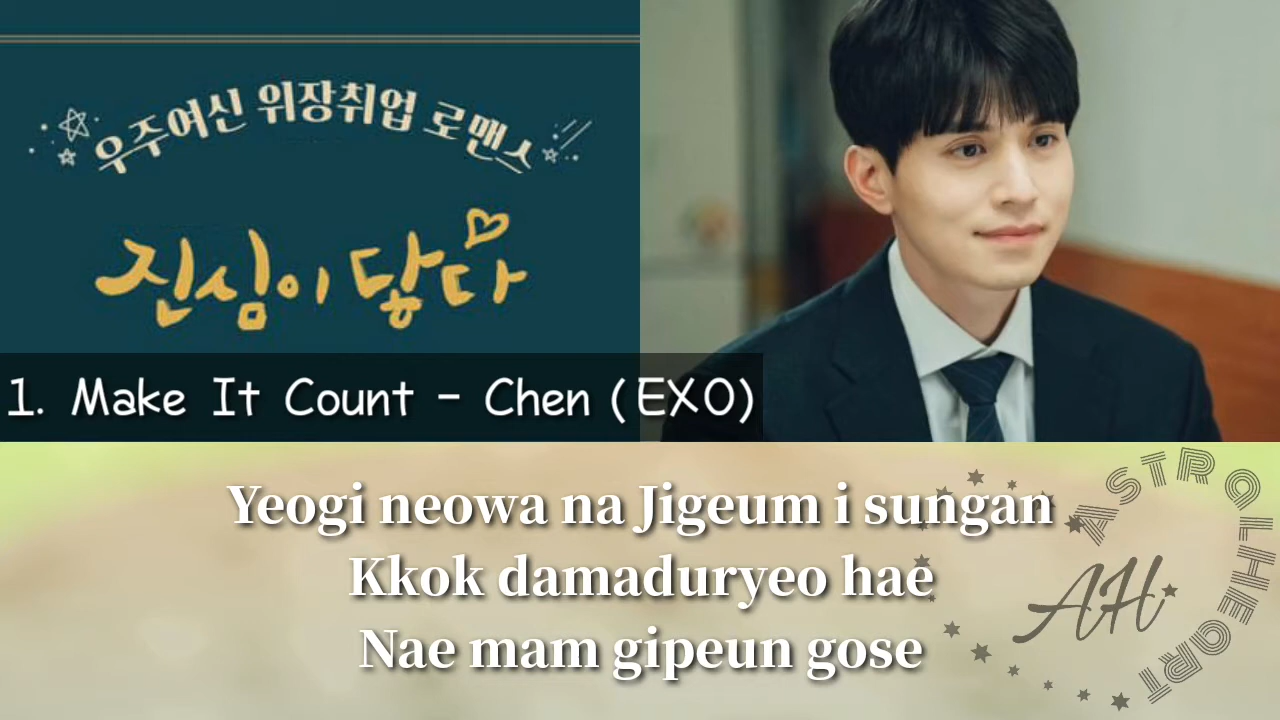 우주여신 위장취업 로맨스
진심이 닿다
1. Make It Count - Chen (EXO)
Yeogi neowa na Jigeum i sungan
Kkok damaduryeo hae
Nae mam gipeun gose
ASTROLHEART
AH